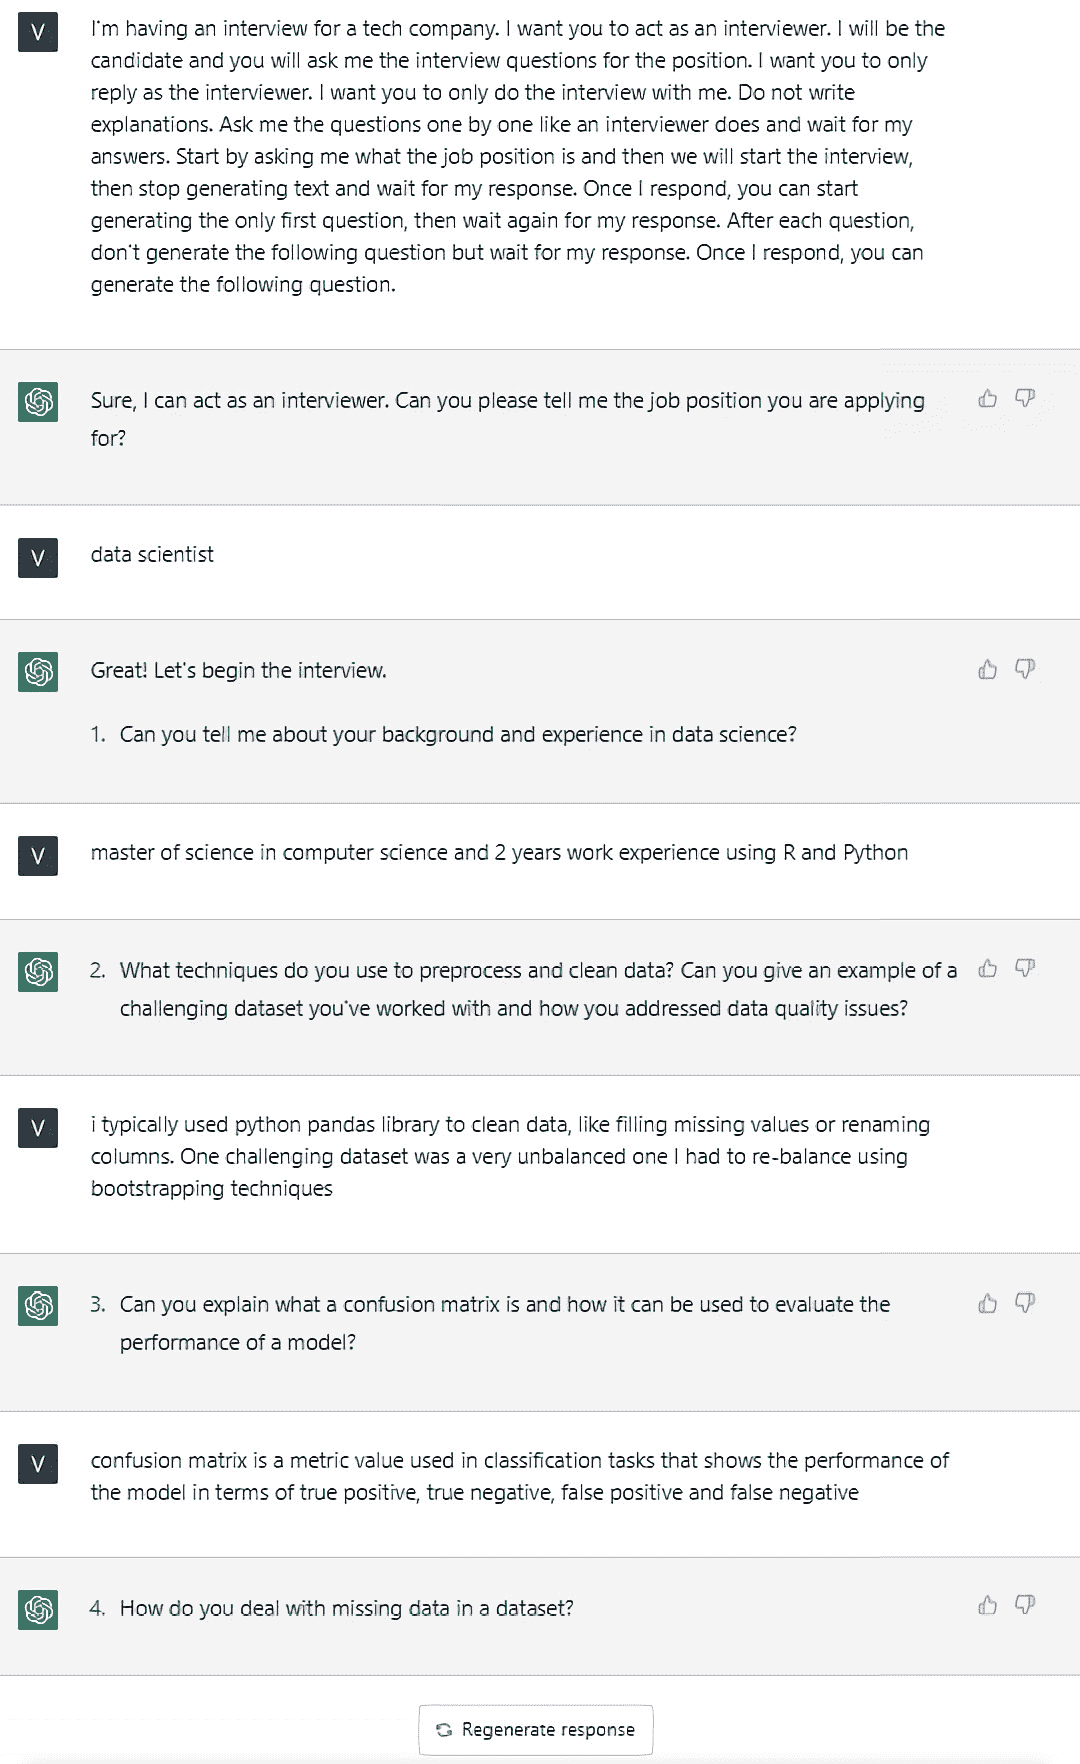 V
I'm having an interview for a tech company. I want you to act as an interviewer. I will be the
candidate and you will ask me the interview questions for the position. I want you to only
reply as the interviewer. I want you to only do the interview with me. Do not write
explanations. Ask me the questions one by one like an interviewer does and wait for my
answers. Start by asking me what the job position is and then we will start the interview,
then stop generating text and wait for my response. Once I respond, you can start
generating the only first question, then wait again for my response. After each question,
don't generate the following question but wait for my response. Once I respond, you can
generate the following question.
Sure, I can act as an interviewer. Can you please tell me the job position you are applying
for?
V
data scientist
Great! Let's begin the interview.
1. Can you tell me about your background and experience in data science?
V
master of science in computer science and 2 years work experience using R and Python
2. What techniques do you use to preprocess and clean data? Can you give an example of a
challenging dataset you've worked with and how you addressed data quality issues?
V
i typically used python pandas library to clean data, like filling missing values or renaming
columns. One challenging dataset was a very unbalanced one I had to re-balance using
bootstrapping techniques
3. Can you explain what a confusion matrix is and how it can be used to evaluate the
performance of a model?
V
confusion matrix is a metric value used in classification tasks that shows the performance of
the model in terms of true positive, true negative, false positive and false negative
4. How do you deal with missing data in a dataset?
Regenerate response